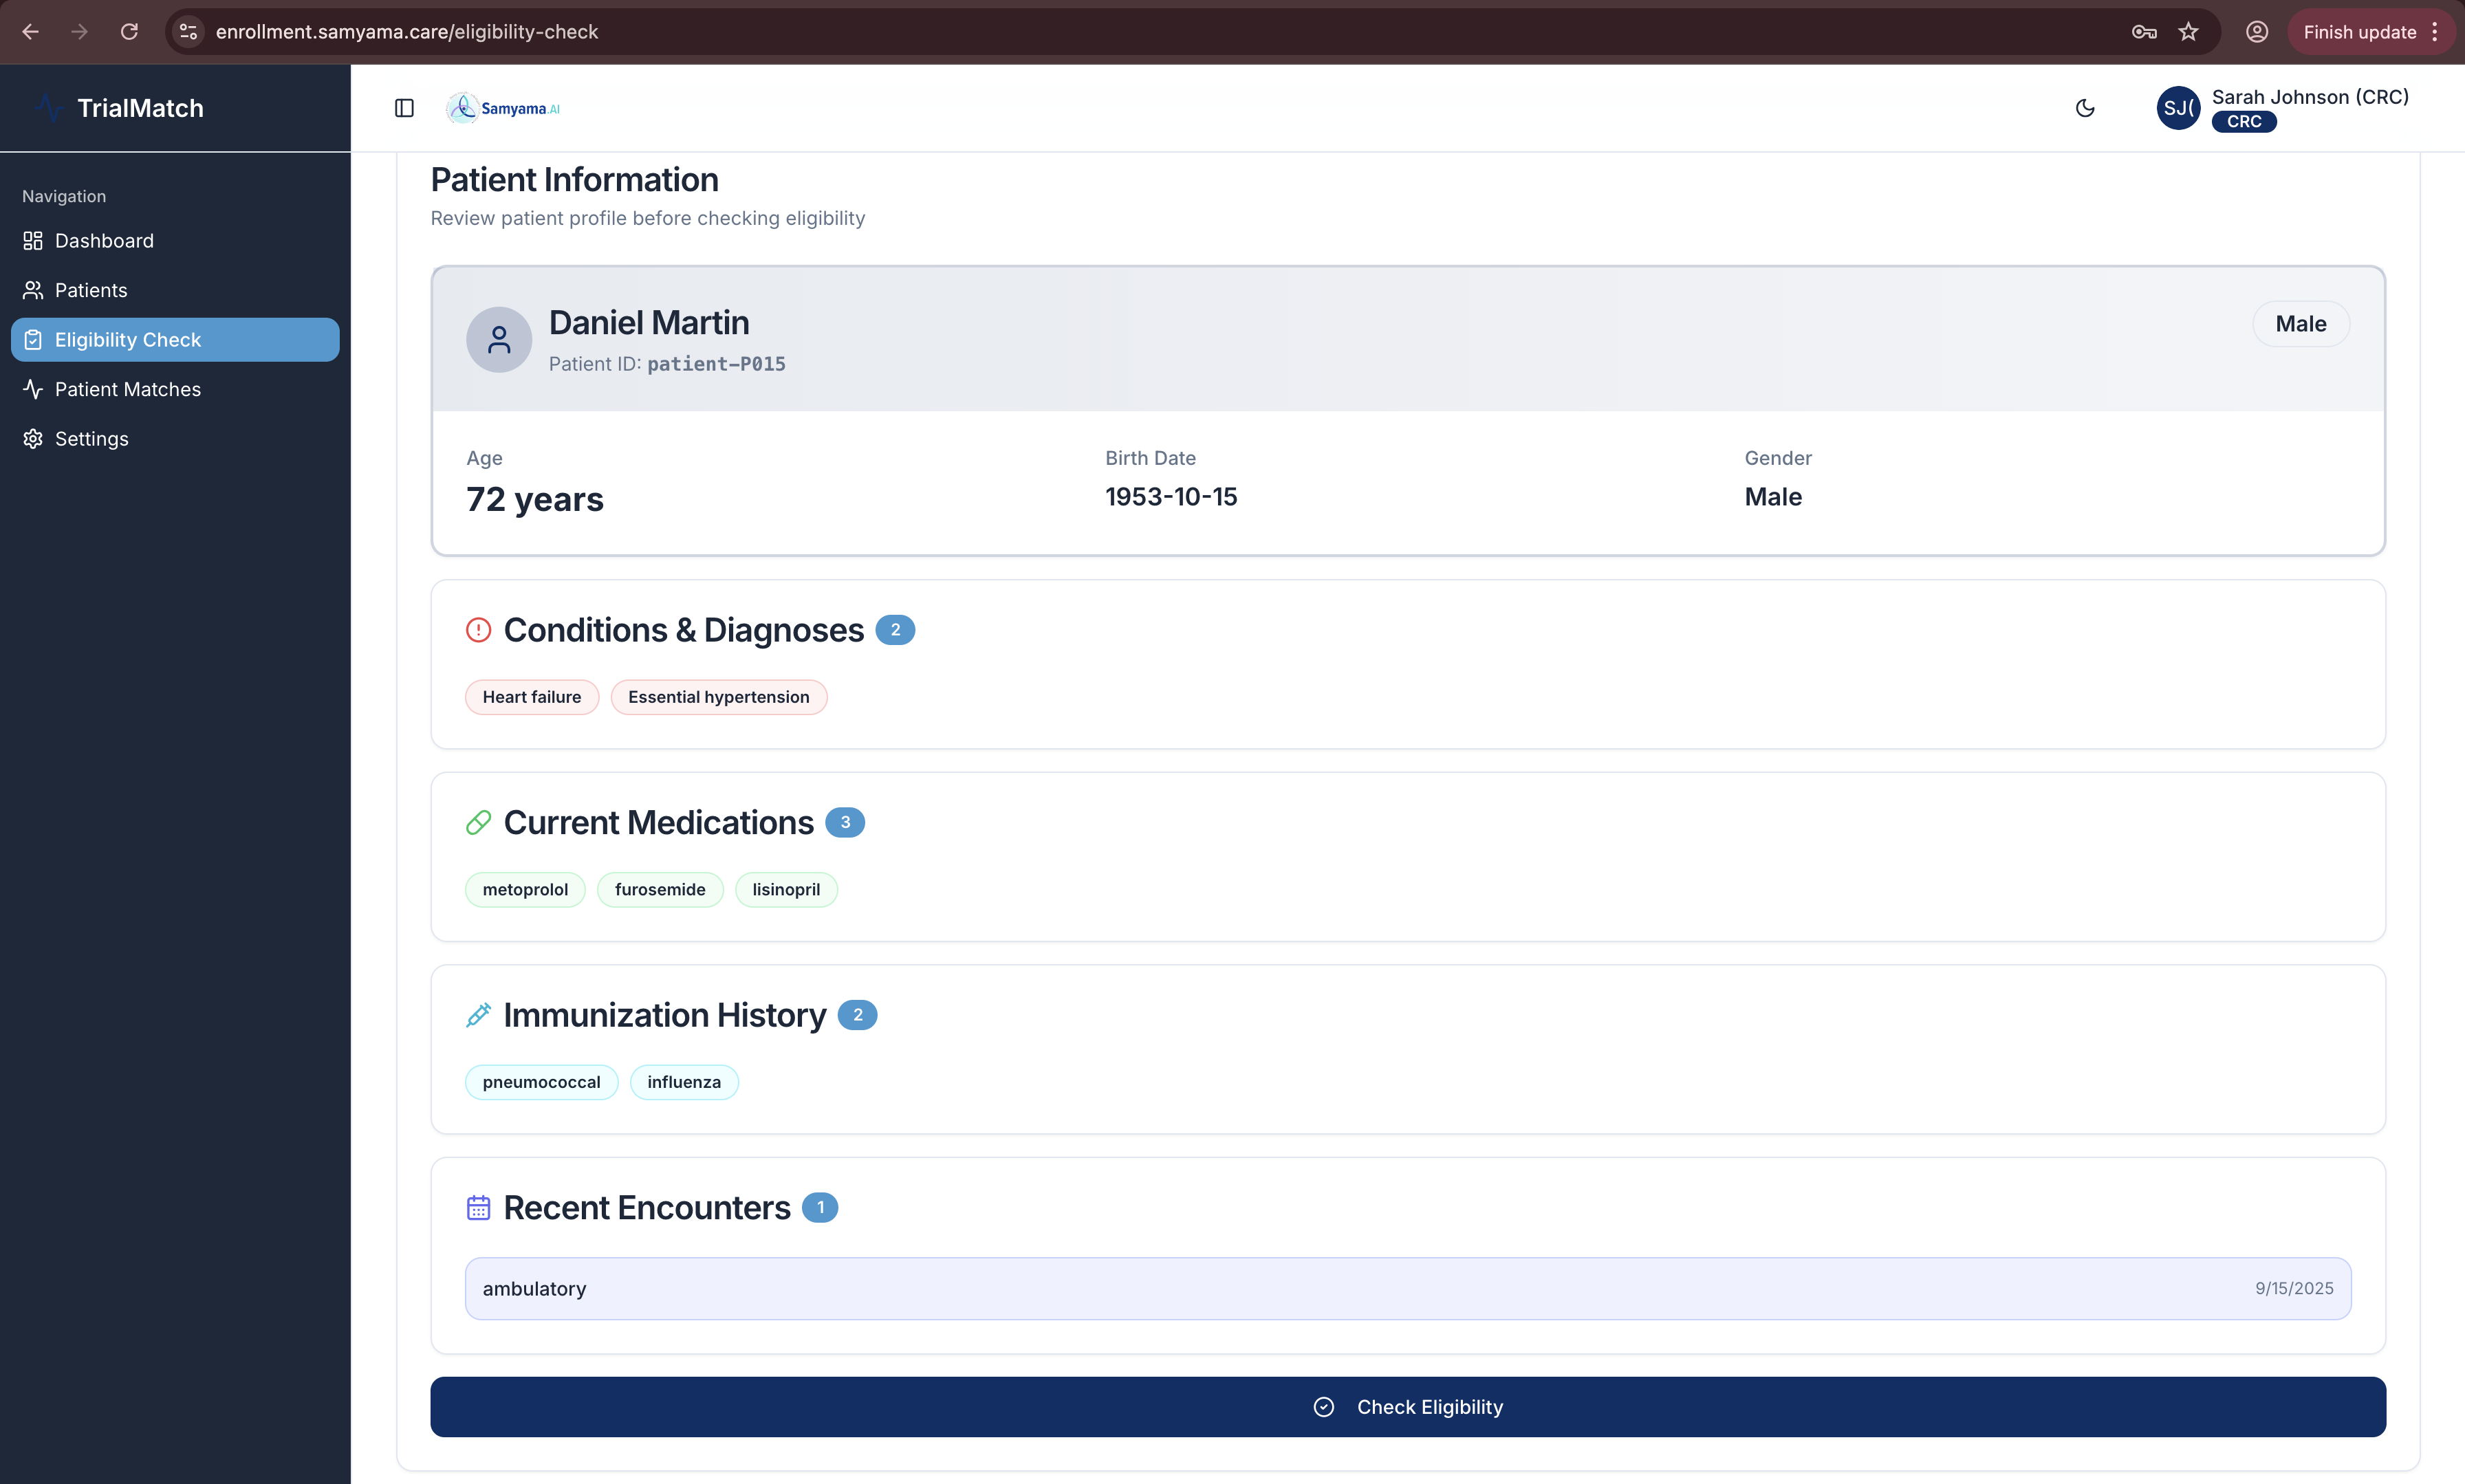 enrollment.samyama.care/eligibility-check
Finish update
TrialMatch
Samyama.AI
SJ(
Sarah Johnson (CRC)
CRC
Navigation
Dashboard
Patients
Eligibility Check
Patient Matches
Settings
Patient Information
Review patient profile before checking eligibility
Daniel Martin
Patient ID: patient-P015
Male
Age
72 years
Birth Date
1953-10-15
Gender
Male
Conditions & Diagnoses 2
Heart failure Essential hypertension
Current Medications 3
metoprolol furosemide lisinopril
Immunization History 2
pneumococcal influenza
Recent Encounters 1
ambulatory 9/15/2025
Check Eligibility